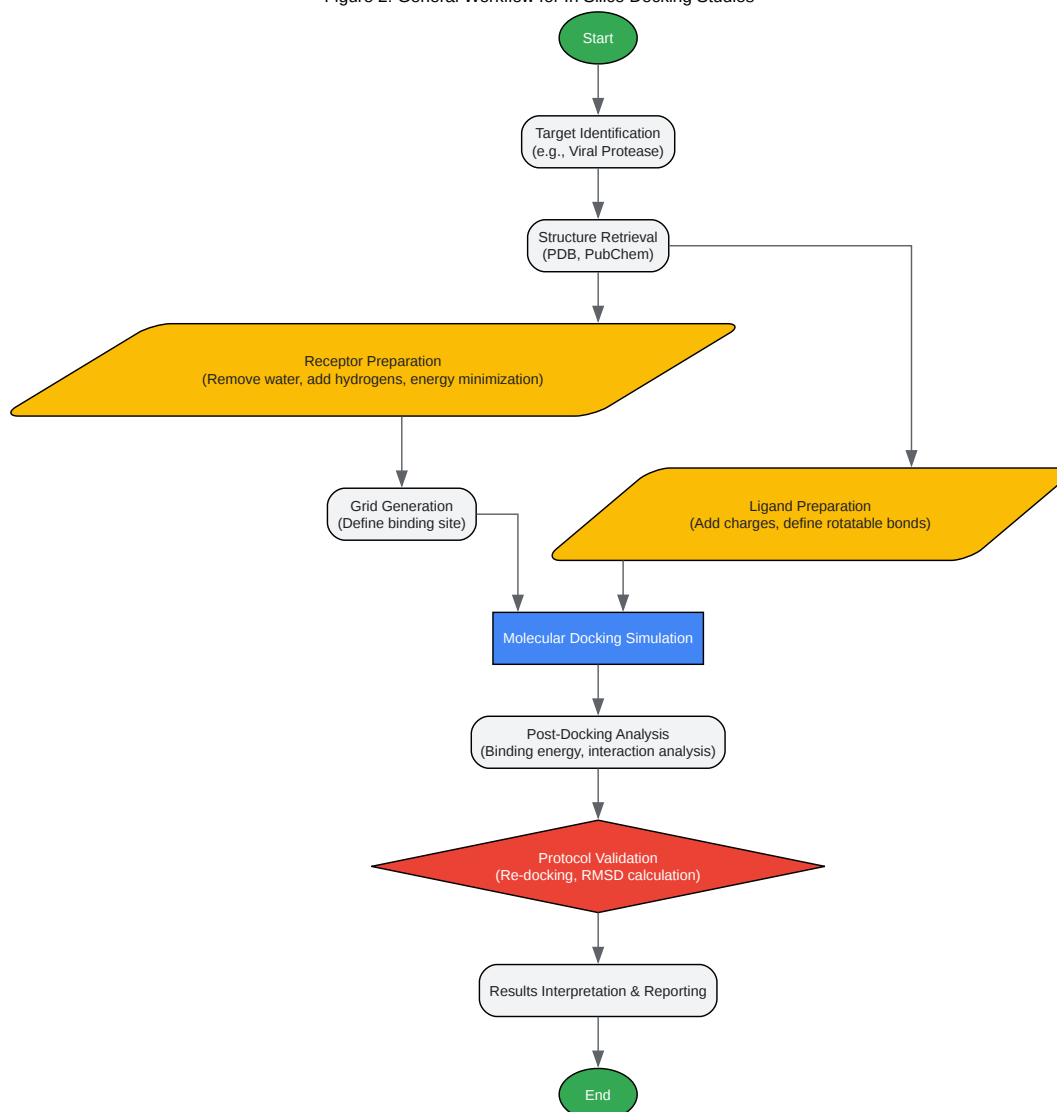 Figure 2. General Workflow for In Silico Docking Studies
Start
Target Identification
(e.g., Viral Protease)
Structure Retrieval
(PDB, PubChem)
Receptor Preparation
(Remove water, add hydrogens, energy minimization)
Grid Generation
(Define binding site)
Ligand Preparation
(Add charges, define rotatable bonds)
Molecular Docking Simulation
Post-Docking Analysis
(Binding energy, interaction analysis)
Protocol Validation
(Re-docking, RMSD calculation)
Results Interpretation & Reporting
End